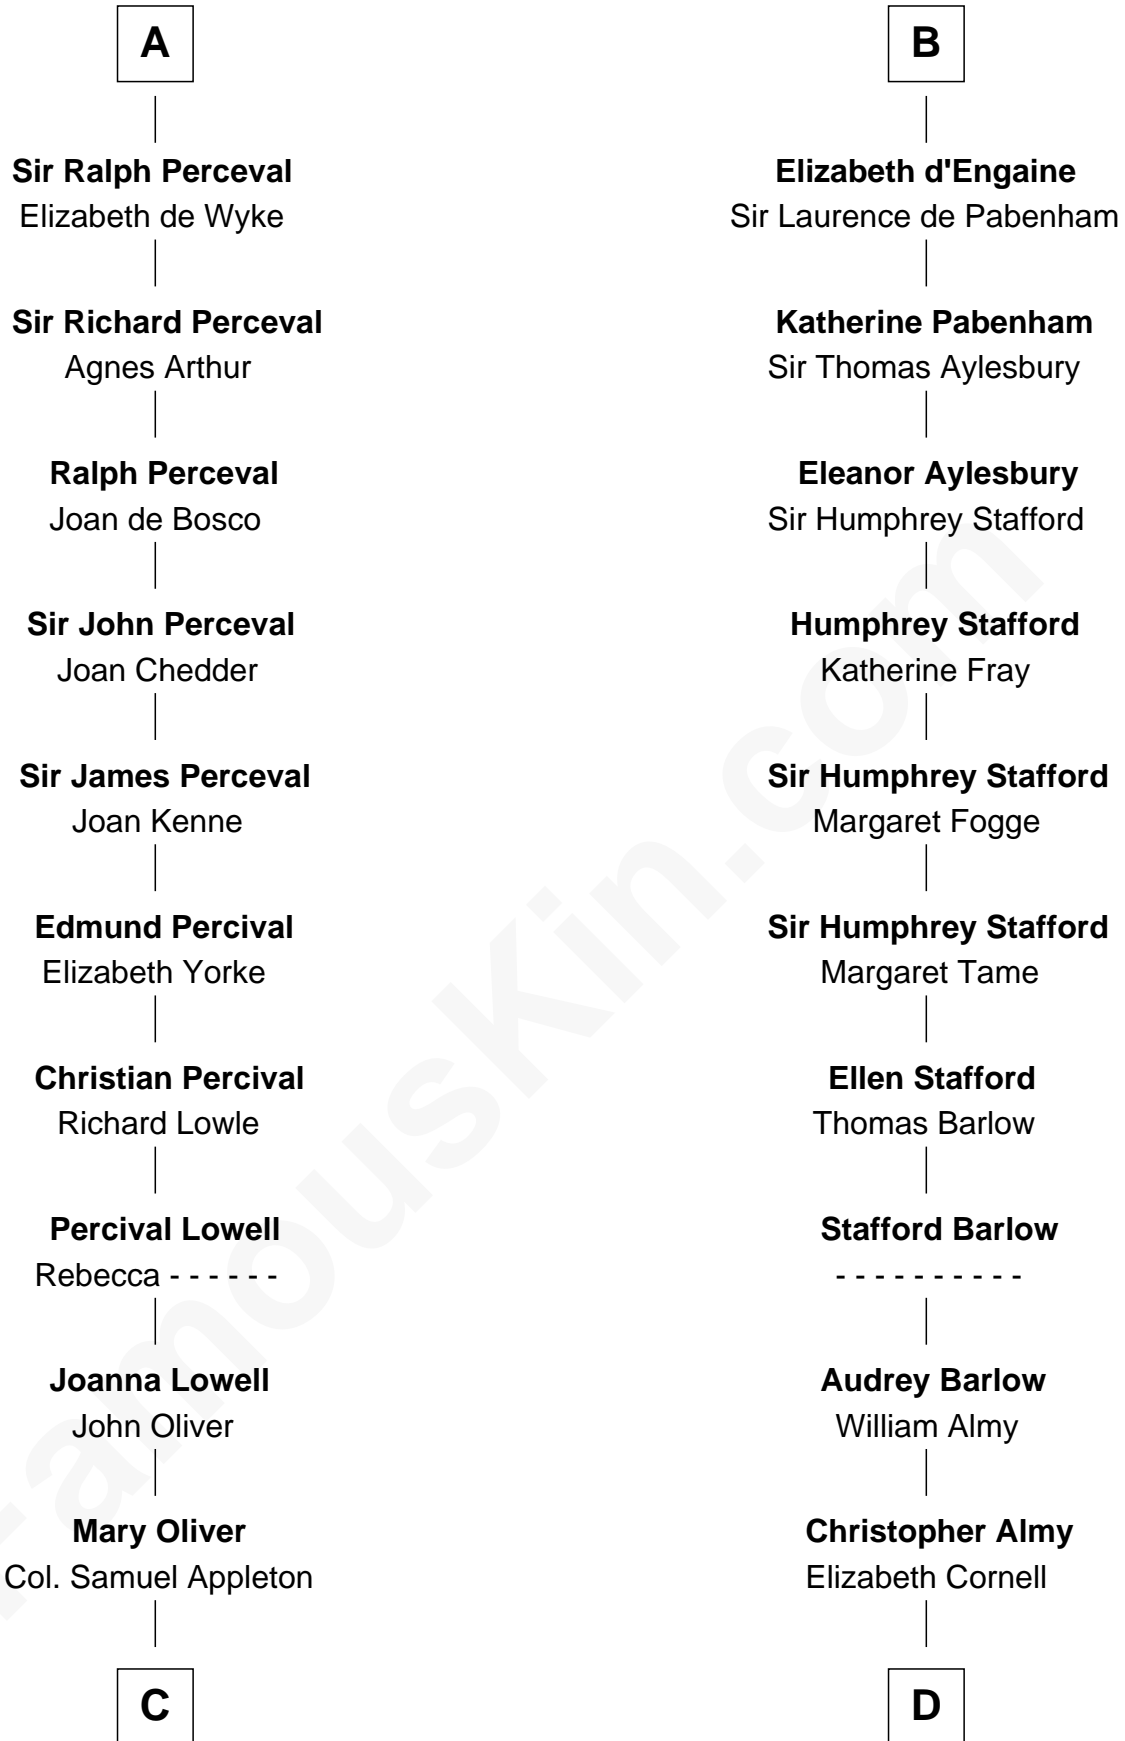 A
Sir Ralph Perceval
Elizabeth de Wyke
Sir Richard Perceval
Agnes Arthur
Ralph Perceval
Joan de Bosco
Sir John Perceval
Joan Chedder
Sir James Perceval
Joan Kenne
Edmund Percival
Elizabeth Yorke
Christian Percival
Richard Lowle
Percival Lowell
Rebecca - - - - - -
Joanna Lowell
John Oliver
Mary Oliver
Col. Samuel Appleton
C
B
Elizabeth d'Engaine
Sir Laurence de Pabenham
Katherine Pabenham
Sir Thomas Aylesbury
Eleanor Aylesbury
Sir Humphrey Stafford
Humphrey Stafford
Katherine Fray
Sir Humphrey Stafford
Margaret Fogge
Sir Humphrey Stafford
Margaret Tame
Ellen Stafford
Thomas Barlow
Stafford Barlow
- - - - - - - - - -
Audrey Barlow
William Almy
Christopher Almy
Elizabeth Cornell
D
FamousKin.com